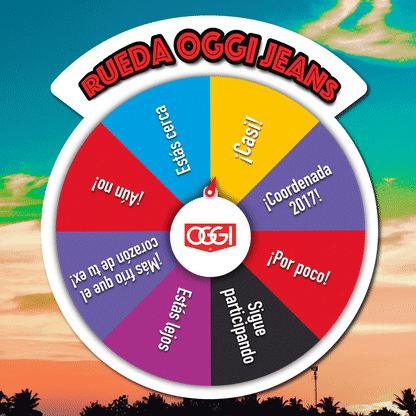 RUEDA OGGI JEANS
¡Casi!
¡Coordenada
2017!
¡Por poco!
Sigue
participando
Estás lejos
¡Más frío que el
corazón de tu ex!
¡Aún no!
Estás cerca
OGGI